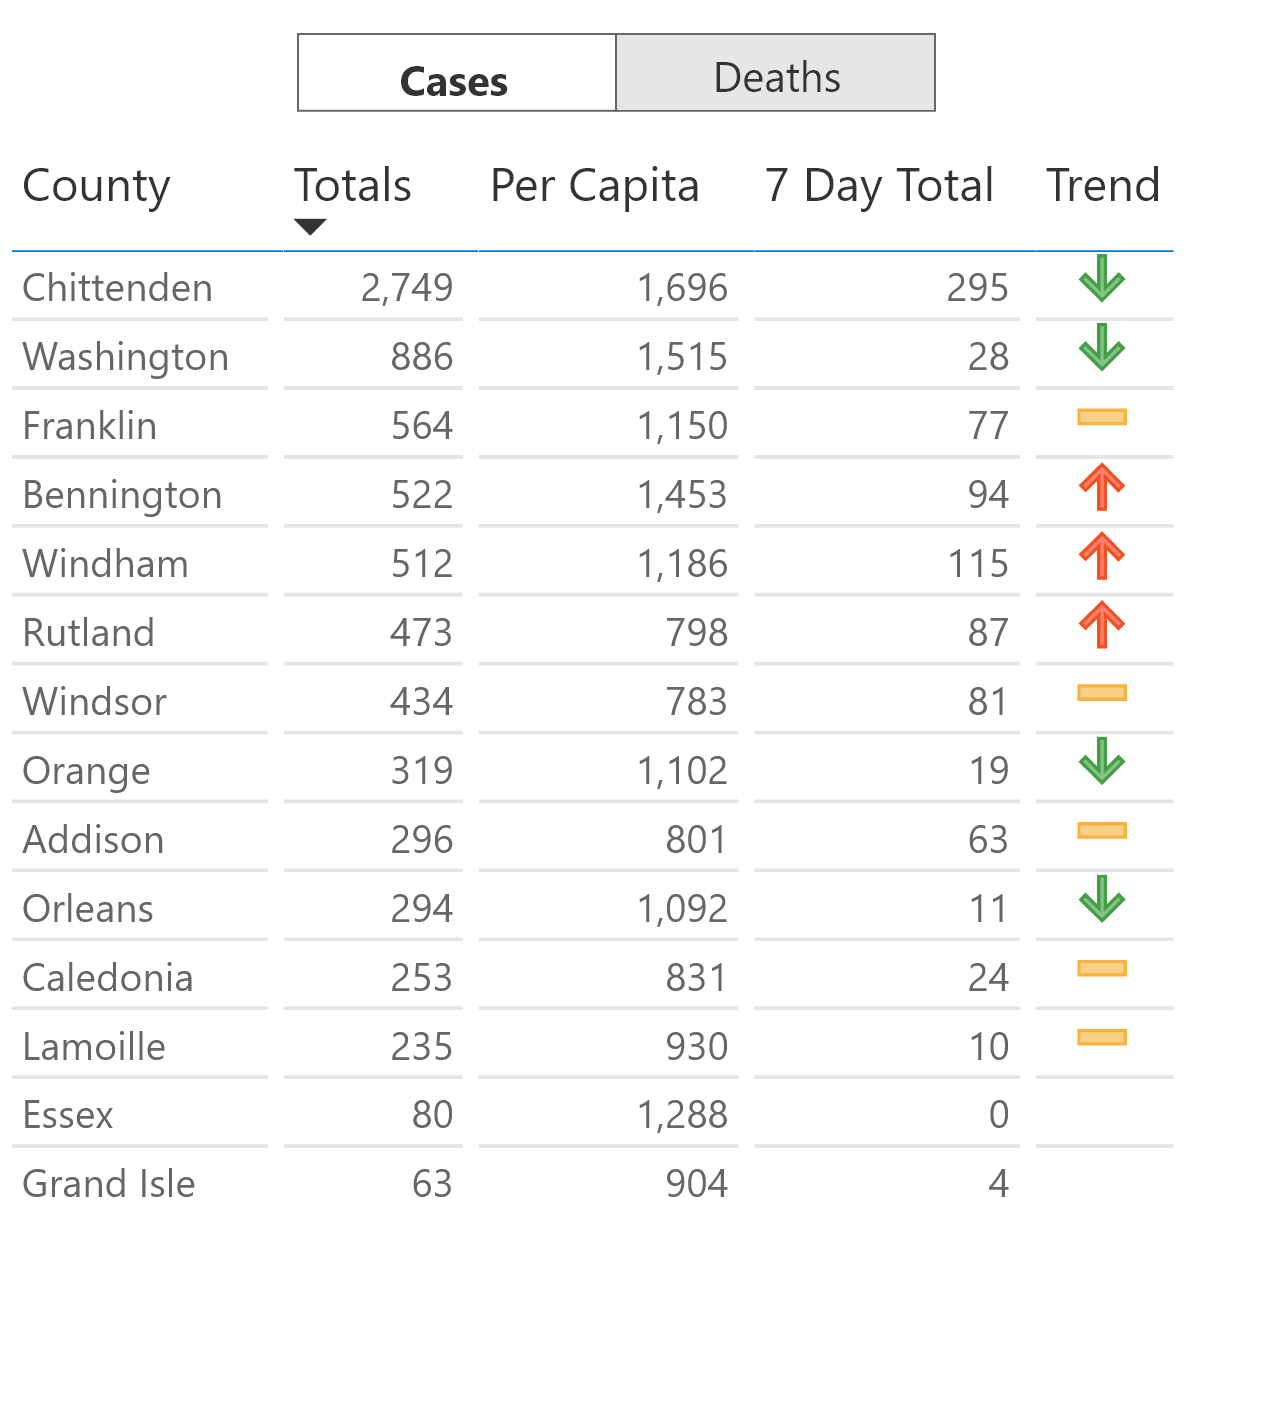 Cases Deaths
County Totals Per Capita 7 Day Total Trend
Chittenden 2,749 1,696 295
Washington 886 1,515 28
Franklin 564 1,150 77
Bennington 522 1,453 94
Windham 512 1,186 115
Rutland 473 798 87
Windsor 434 783 81
Orange 319 1,102 19
Addison 296 801 63
Orleans 294 1,092 11
Caledonia 253 831 24
Lamoille 235 930 10
Essex 80 1,288 0
Grand Isle 63 904 4